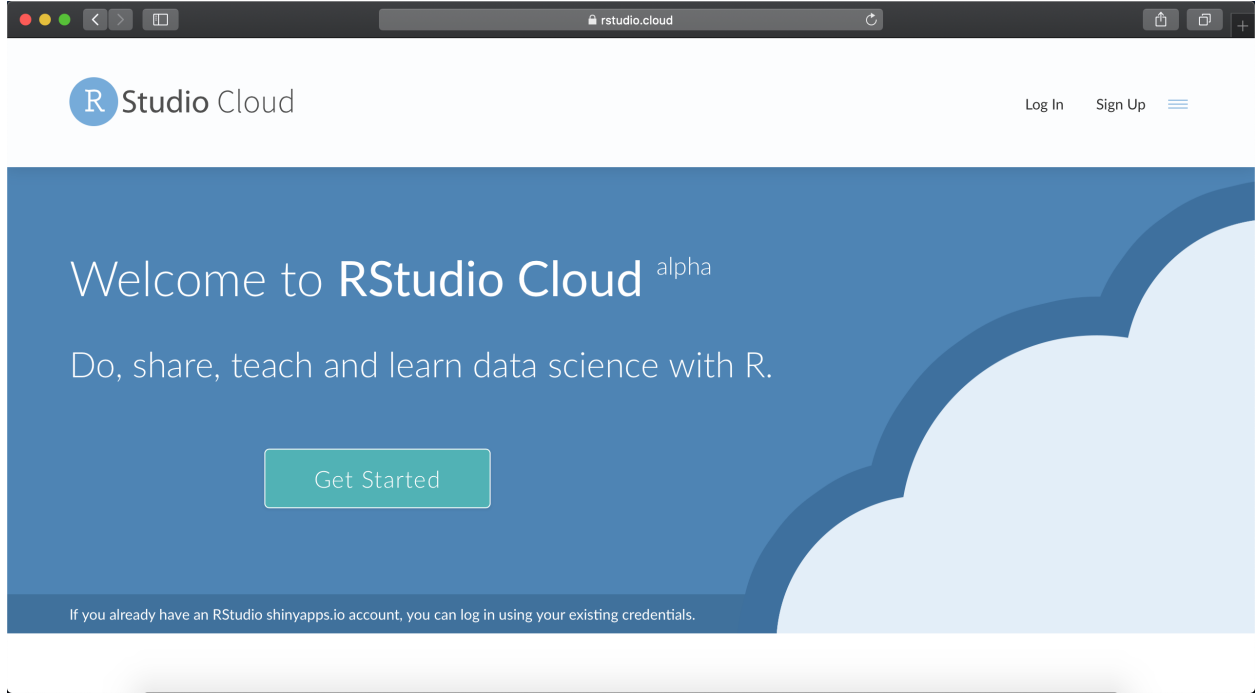 rstudio.cloud
R Studio Cloud
Log In Sign Up
Welcome to RStudio Cloud alpha
Do, share, teach and learn data science with R.
Get Started
If you already have an RStudio shinyapps.io account, you can log in using your existing credentials.